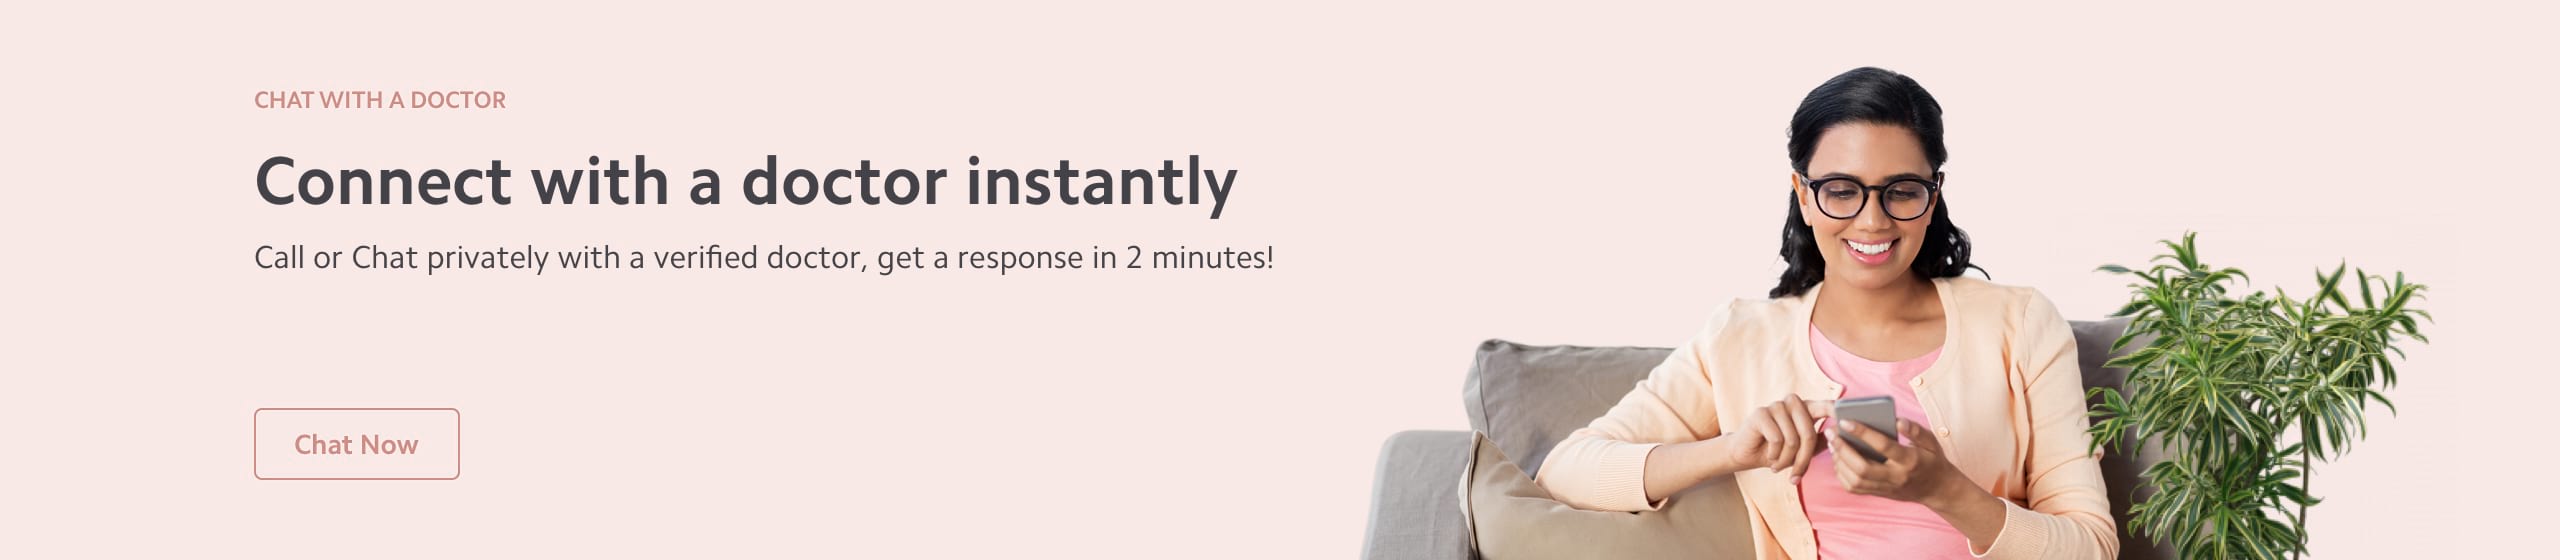 CHAT WITH A DOCTOR
Connect with a doctor instantly
Call or Chat privately with a verified doctor, get a response in 2 minutes!
Chat Now